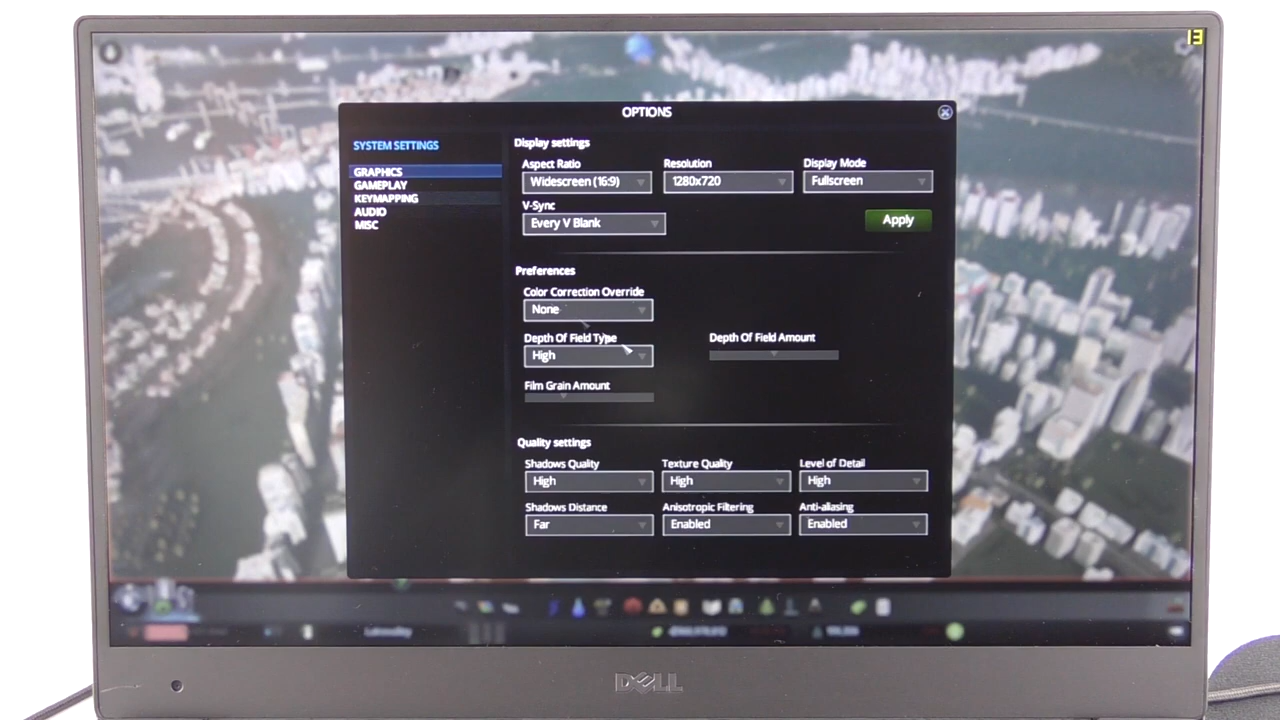 13
OPTIONS
SYSTEM SETTINGS
GRAPHICS
GAMEPLAY
KEYMAPPING
AUDIO
MISC
Display settings
Aspect Ratio Resolution Display Mode
Widescreen (16:9) 1280x720 Fullscreen
V-Sync
Every V Blank Apply
Preferences
Color Correction Override
None
Depth Of Field Type Depth Of Field Amount
High
Film Grain Amount
Quality settings
Shadows Quality Texture Quality Level of Detail
High High High
Shadows Distance Anisotropic Filtering Anti-aliasing
Far Enabled Enabled
DELL